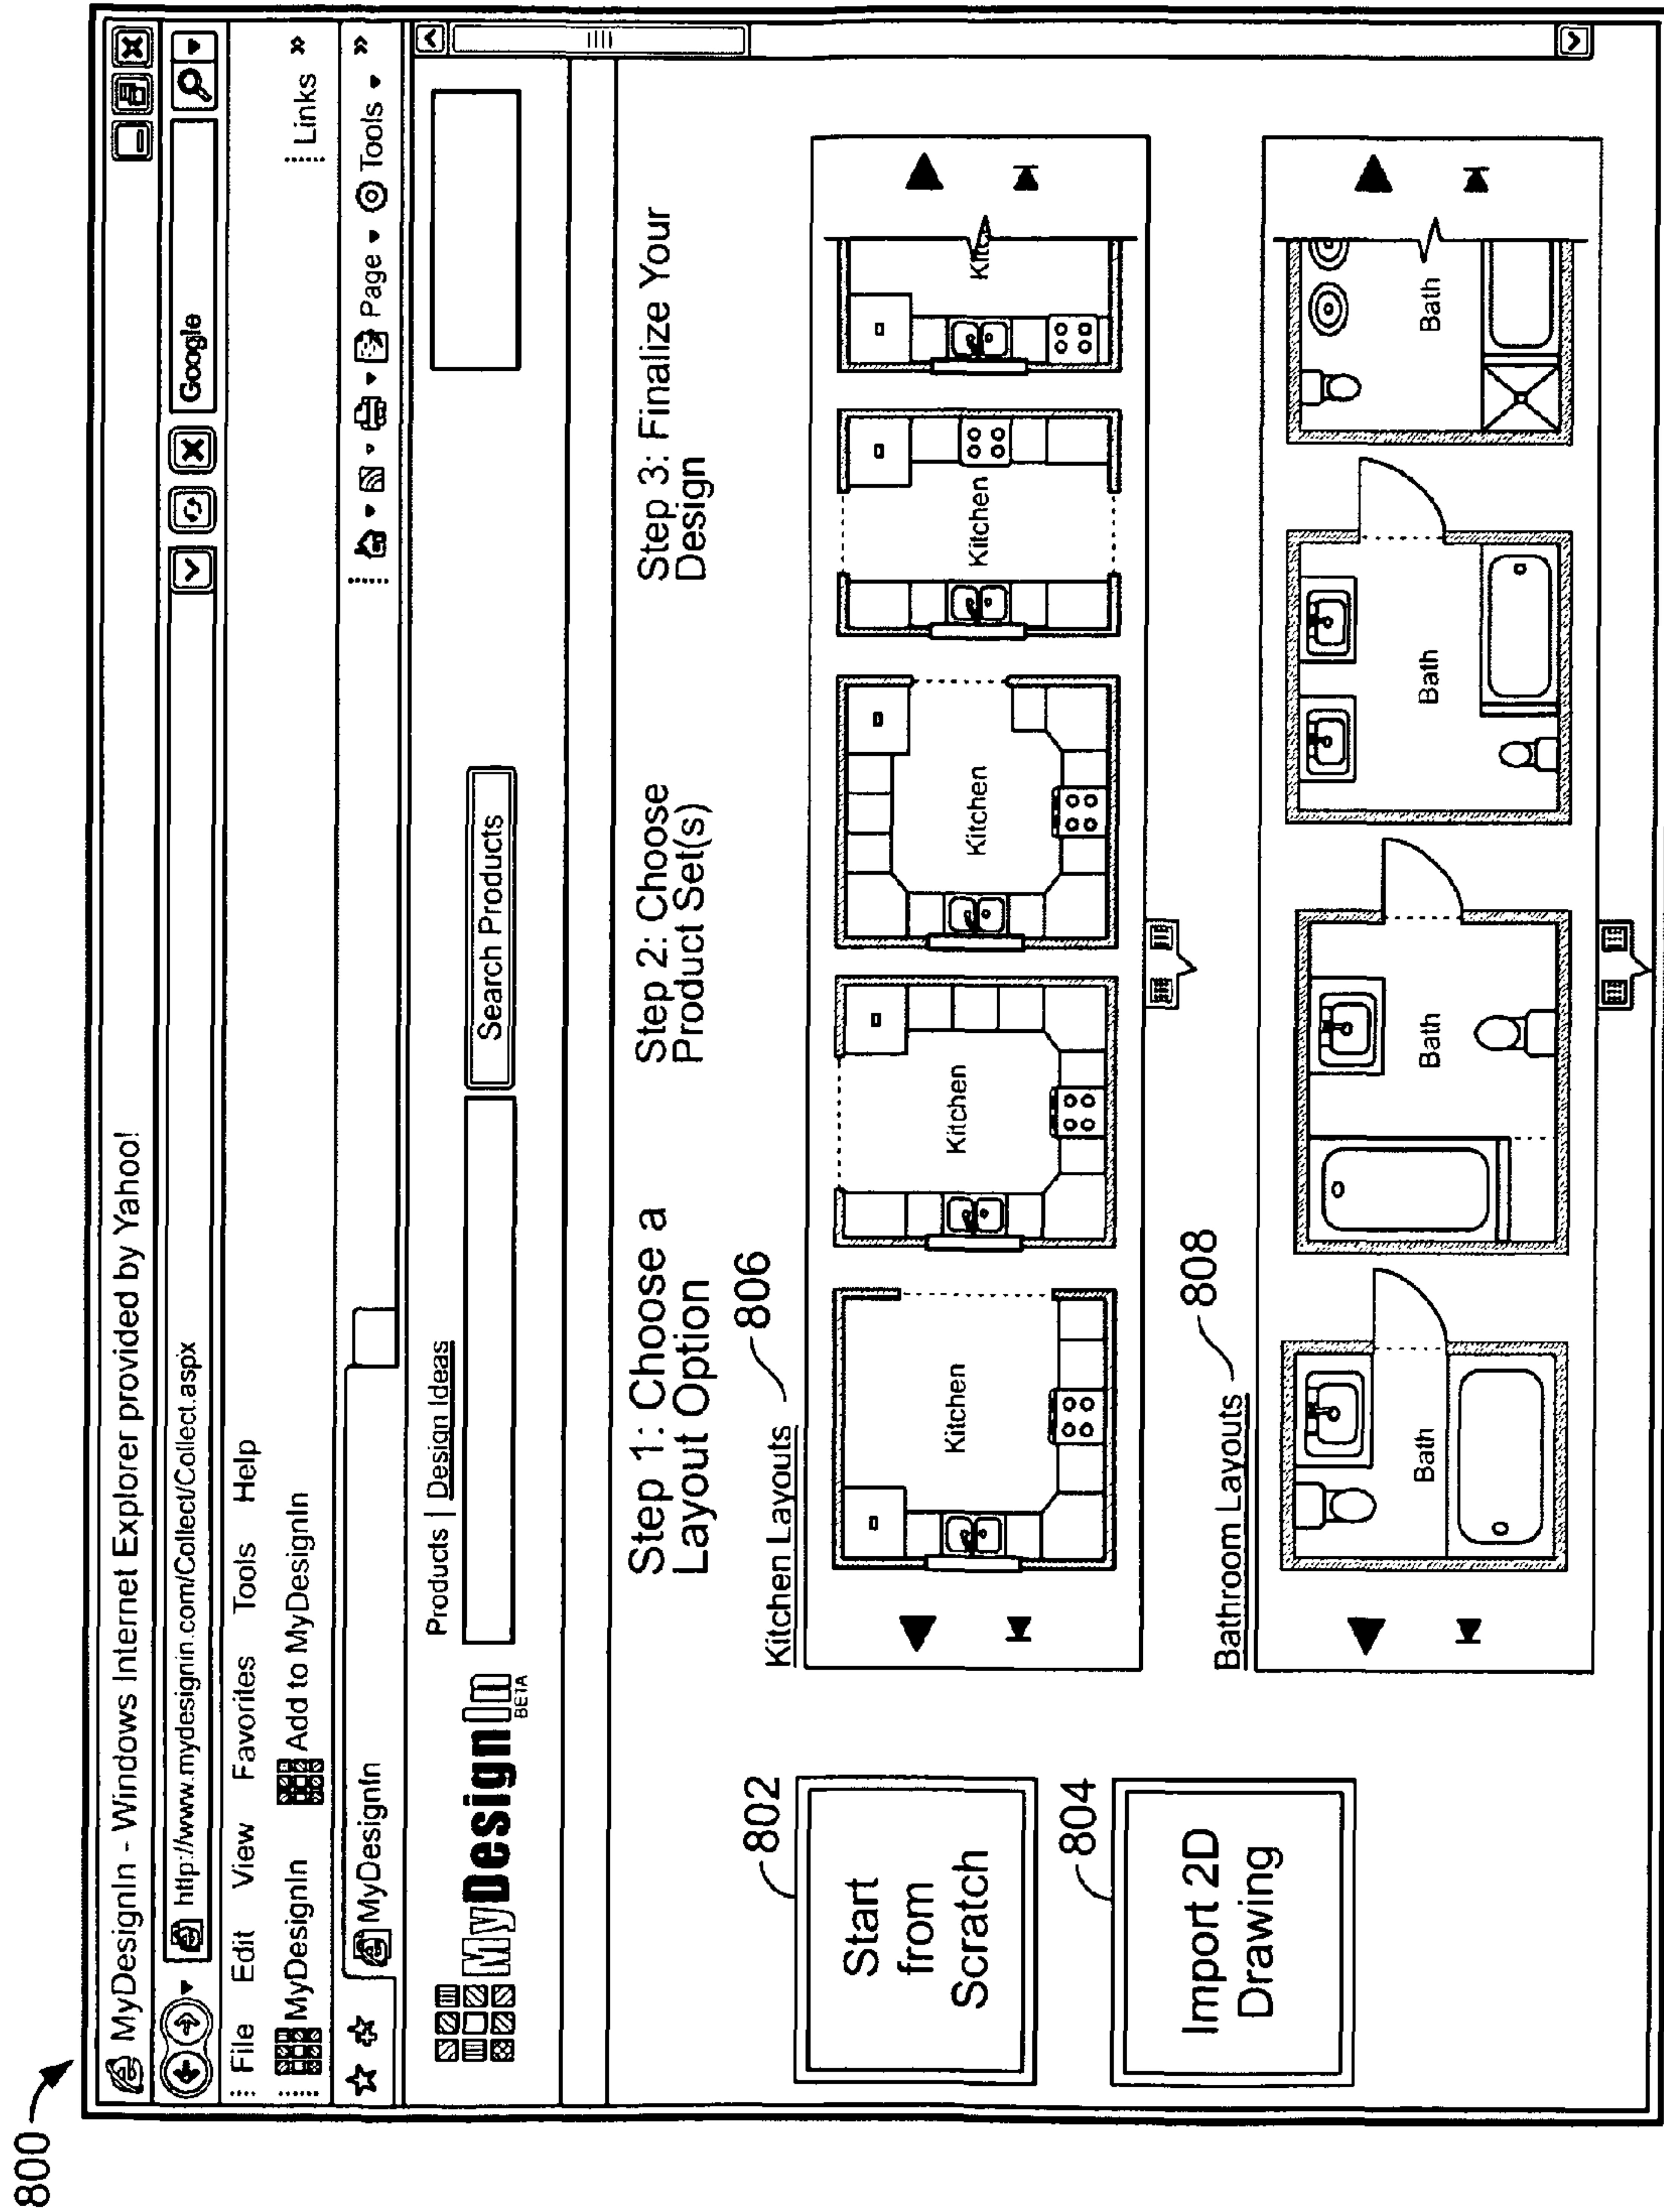 800
MyDesignIn - Windows Internet Explorer provided by Yahoo!
http://www.mydesignin.com/Collect/Collect.aspx
Google
File Edit View Favorites Tools Help
MyDesignIn Add to MyDesignIn
Links »
MyDesignIn
Page Tools »
Products | Design Ideas
MyDesignIn
BETA
Search Products
Step 1: Choose a
Layout Option
Step 2: Choose
Product Set(s)
Step 3: Finalize Your
Design
802
Start
from
Scratch
804
Import 2D
Drawing
Kitchen Layouts 806
Kitchen Kitchen Kitchen Kitchen Kitc
Bathroom Layouts 808
Bath Bath Bath Bath